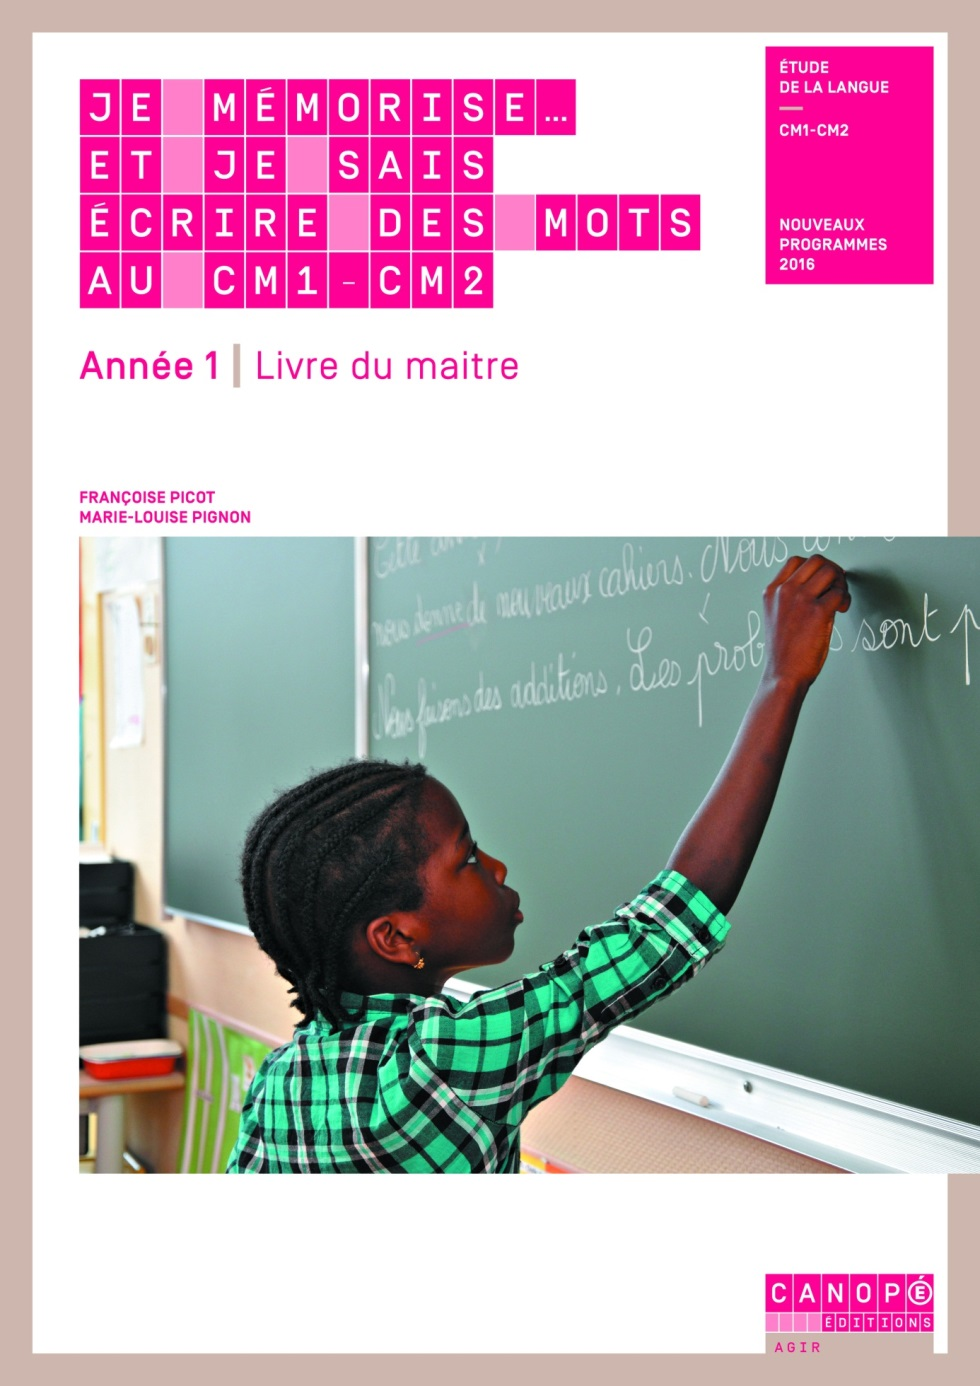 JE MÉMORISE...
ET JE SAIS
ÉCRIRE DES MOTS
AU CM1-CM2
ÉTUDE
DE LA LANGUE
CM1-CM2
NOUVEAUX
PROGRAMMES
2016
Année 1 | Livre du maitre
FRANÇOISE PICOT
MARIE-LOUISE PIGNON
Nous
nous donne de nouveaux cahiers.
Nous faisons des additions. Les prob s sont p
CANOPÉ
ÉDITIONS
AGIR